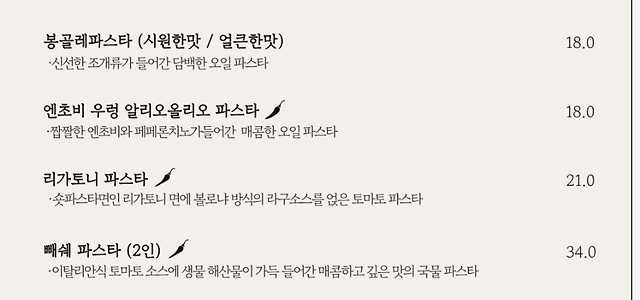 봉골레파스타 (시원한맛 / 얼큰한맛) 18.0
·신선한 조개류가 들어간 담백한 오일 파스타
엔초비 우렁 알리오올리오 파스타 18.0
·짭짤한 엔초비와 페페론치노가들어간 매콤한 오일 파스타
리가토니 파스타 21.0
·숏파스타면인 리가토니 면에 볼로냐 방식의 라구소스를 얹은 토마토 파스타
빼쉐 파스타 (2인) 34.0
·이탈리안식 토마토 소스에 생물 해산물이 가득 들어간 매콤하고 깊은 맛의 국물 파스타